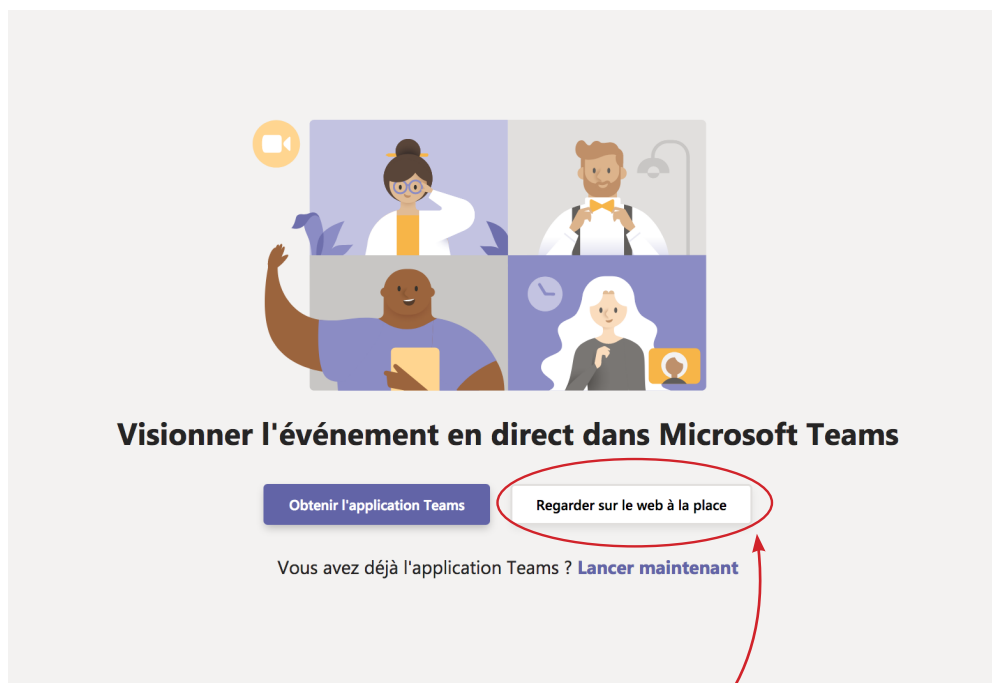 Visionner l'événement en direct dans Microsoft Teams
Obtenir l'application Teams
Regarder sur le web à la place
Vous avez déjà l'application Teams ? Lancer maintenant